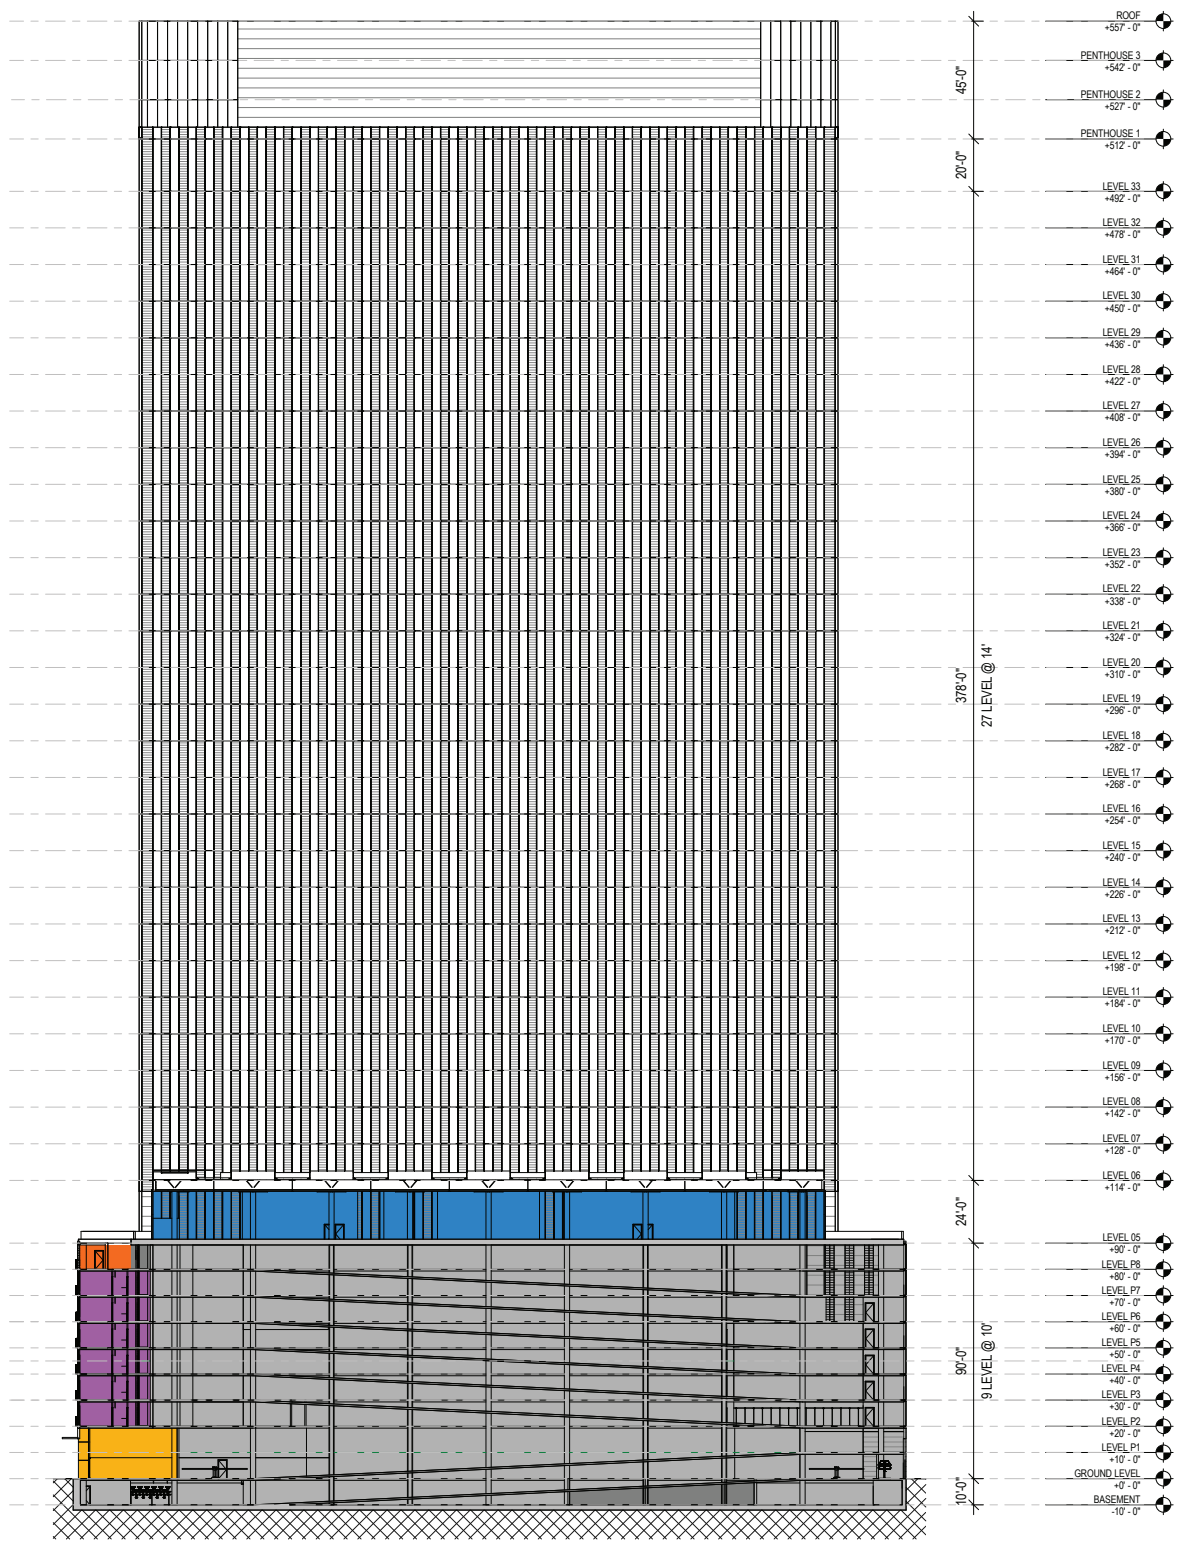 ROOF
+557' - 0"
PENTHOUSE 3
+542' - 0"
45'-0"
PENTHOUSE 2
+527' - 0"
PENTHOUSE 1
+512' - 0"
20'-0"
LEVEL 33
+492' - 0"
LEVEL 32
+478' - 0"
LEVEL 31
+464' - 0"
LEVEL 30
+450' - 0"
LEVEL 29
+436' - 0"
LEVEL 28
+422' - 0"
LEVEL 27
+408' - 0"
LEVEL 26
+394' - 0"
LEVEL 25
+380' - 0"
LEVEL 24
+366' - 0"
LEVEL 23
+352' - 0"
LEVEL 22
+338' - 0"
LEVEL 21
+324' - 0"
LEVEL 20
+310' - 0"
378'-0"
27 LEVEL @ 14'
LEVEL 19
+296' - 0"
LEVEL 18
+282' - 0"
LEVEL 17
+268' - 0"
LEVEL 16
+254' - 0"
LEVEL 15
+240' - 0"
LEVEL 14
+226' - 0"
LEVEL 13
+212' - 0"
LEVEL 12
+198' - 0"
LEVEL 11
+184' - 0"
LEVEL 10
+170' - 0"
LEVEL 09
+156' - 0"
LEVEL 08
+142' - 0"
LEVEL 07
+128' - 0"
LEVEL 06
+114' - 0"
24'-0"
LEVEL 05
+90' - 0"
LEVEL P8
+80' - 0"
LEVEL P7
+70' - 0"
LEVEL P6
+60' - 0"
LEVEL P5
+50' - 0"
90'-0"
9 LEVEL @ 10'
LEVEL P4
+40' - 0"
LEVEL P3
+30' - 0"
LEVEL P2
+20' - 0"
LEVEL P1
+10' - 0"
GROUND LEVEL
+0' - 0"
10'-0"
BASEMENT
-10' - 0"